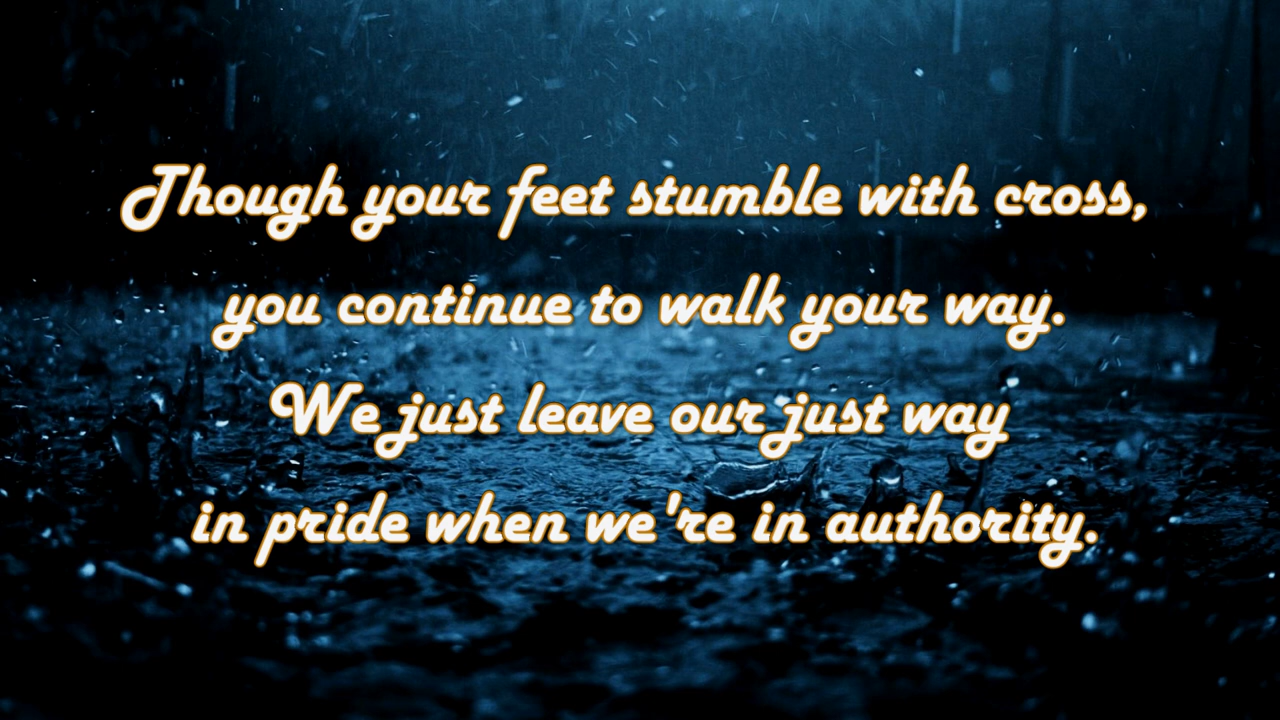 Though your feet stumble with cross,
you continue to walk your way.
We just leave our just way
in pride when we're in authority.